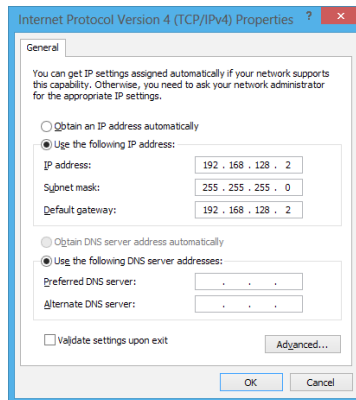 Internet Protocol Version 4 (TCP/IPv4) Properties ? x
General
You can get IP settings assigned automatically if your network supports
this capability. Otherwise, you need to ask your network administrator
for the appropriate IP settings.
Obtain an IP address automatically
Use the following IP address:
IP address: 192 . 168 . 128 . 2
Subnet mask: 255 . 255 . 255 . 0
Default gateway: 192 . 168 . 128 . 2
Obtain DNS server address automatically
Use the following DNS server addresses:
Preferred DNS server: . . .
Alternate DNS server: . . .
Validate settings upon exit
Advanced...
OK Cancel